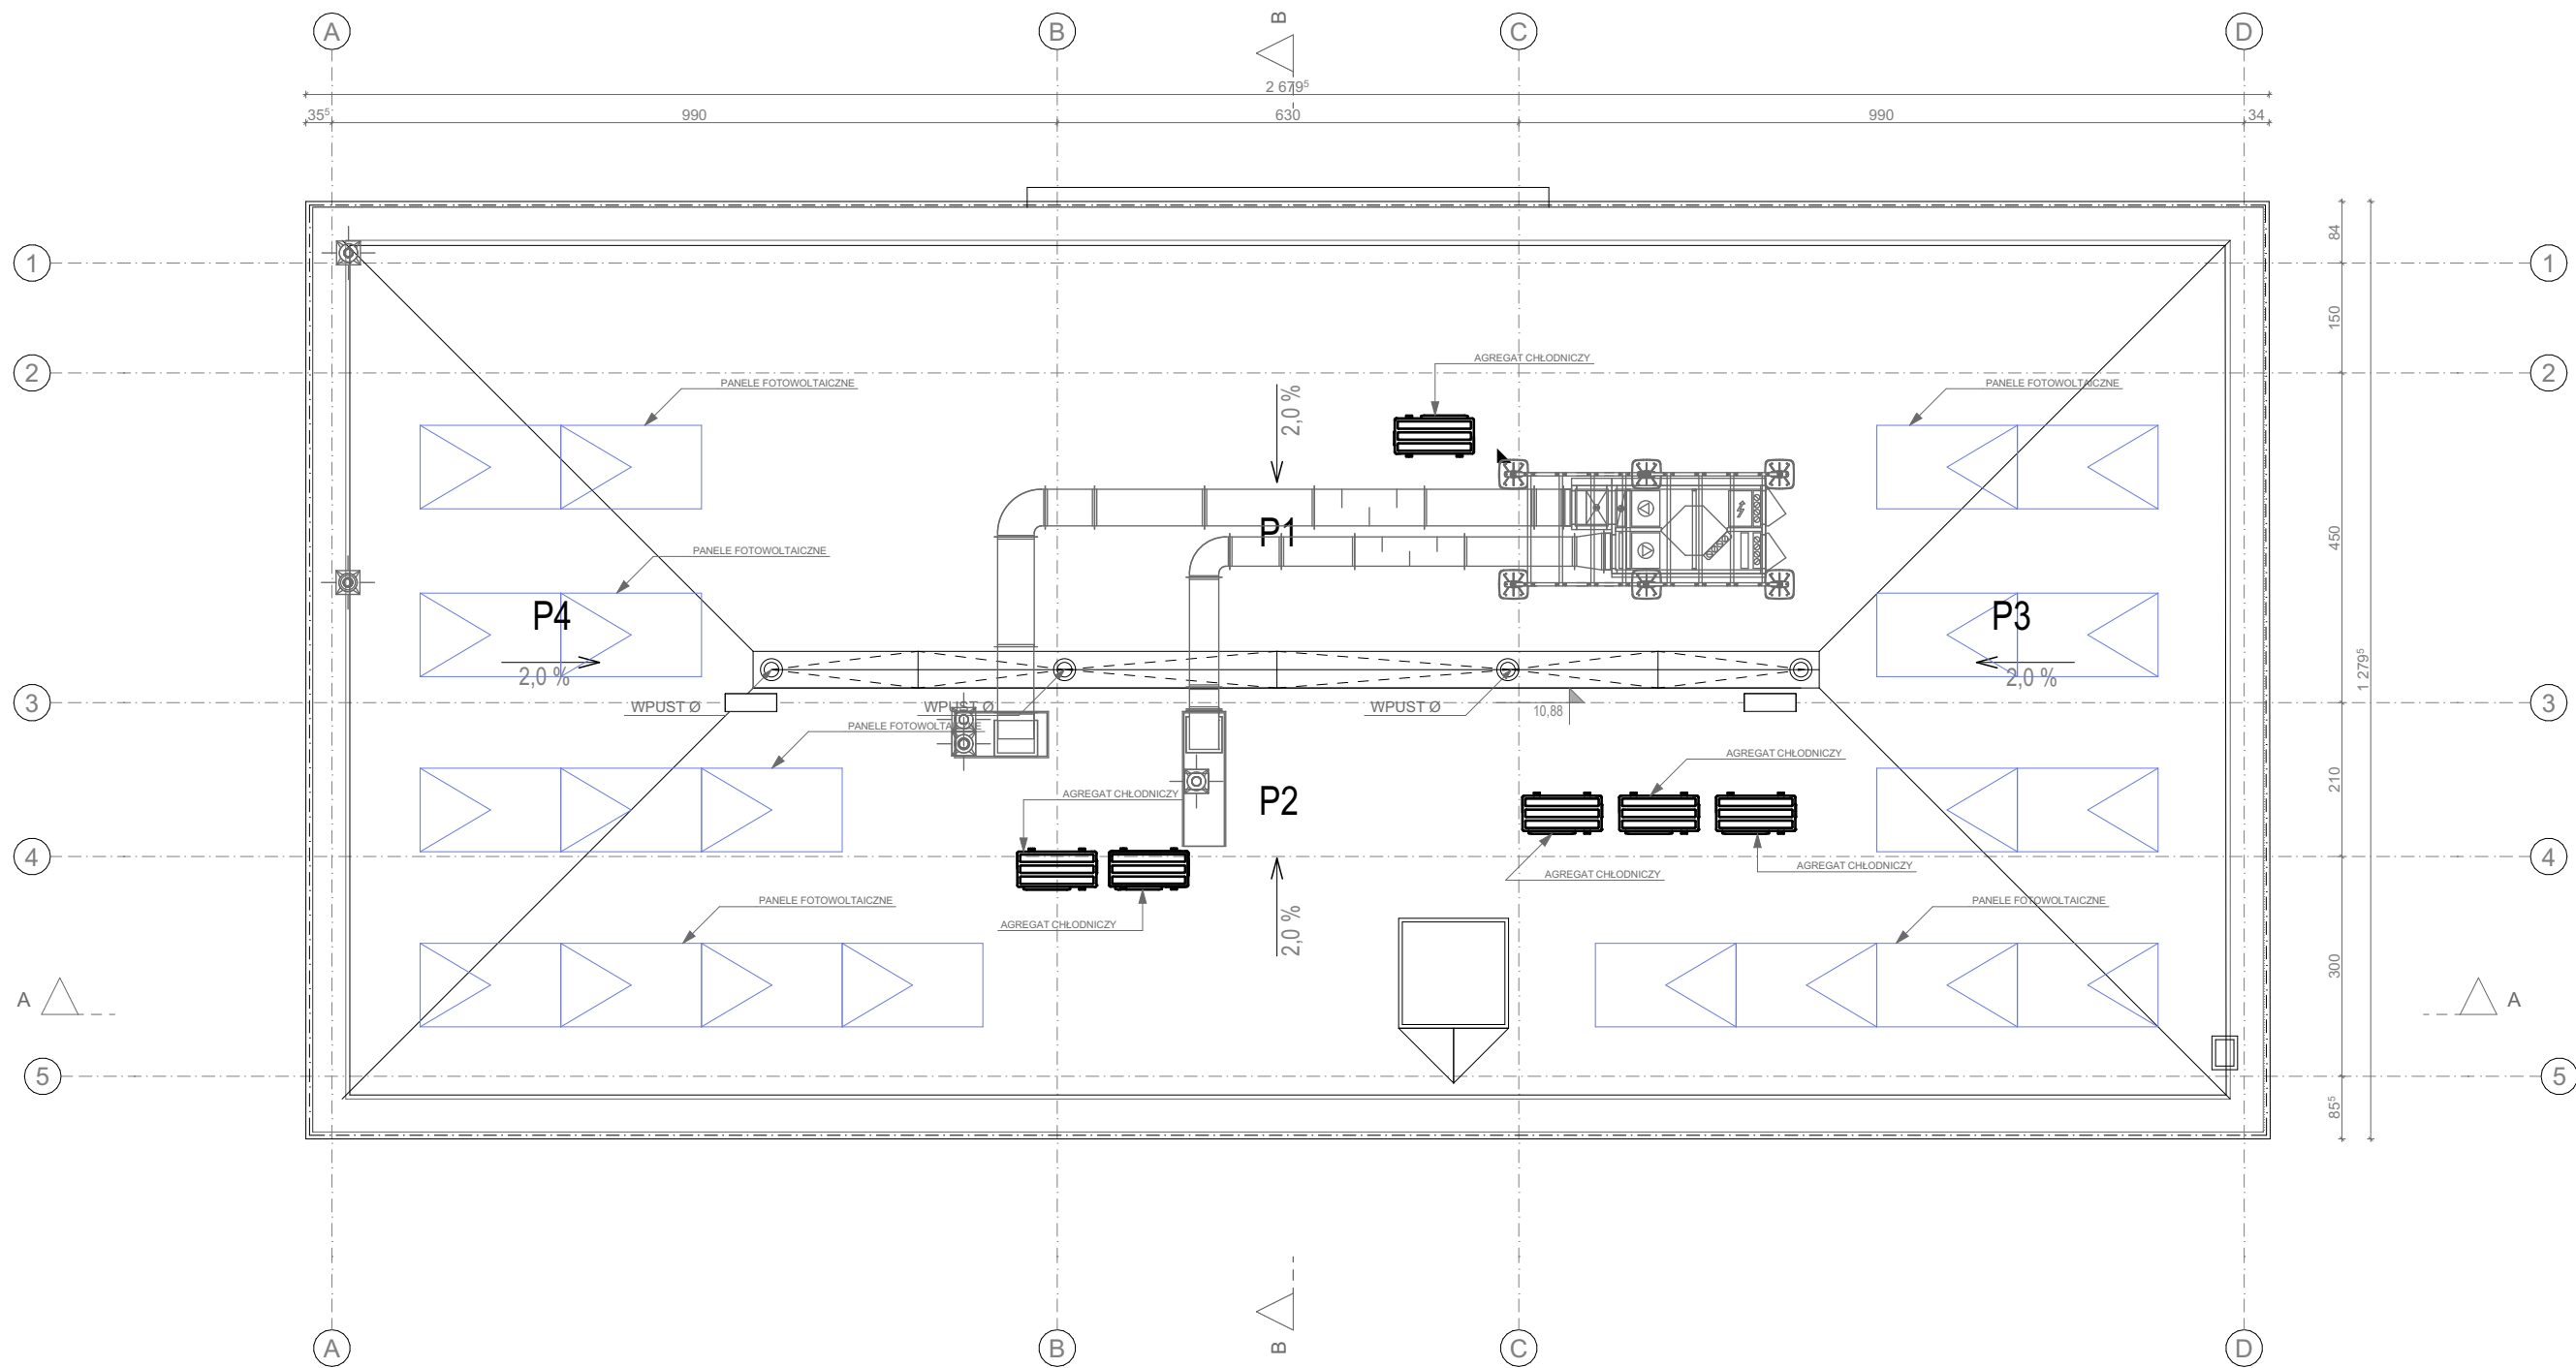 A
B
B
C
D
2 679⁵
35⁵
990
630
990
34
84
1
1
150
2
2
AGREGAT CHŁODNICZY
PANELE FOTOWOLTAICZNE
2,0 %
PANELE FOTOWOLTAICZNE
P1
450
PANELE FOTOWOLTAICZNE
P4
P3
2,0 %
2,0 %
1 279⁵
3
WPUST Ø
WPUST Ø
WPUST Ø
10,88
3
PANELE FOTOWOLTAICZNE
AGREGAT CHŁODNICZY
210
AGREGAT CHŁODNICZY
P2
4
4
AGREGAT CHŁODNICZY
AGREGAT CHŁODNICZY
PANELE FOTOWOLTAICZNE
PANELE FOTOWOLTAICZNE
AGREGAT CHŁODNICZY
2,0 %
300
A
A
5
5
85⁵
A
B
B
C
D